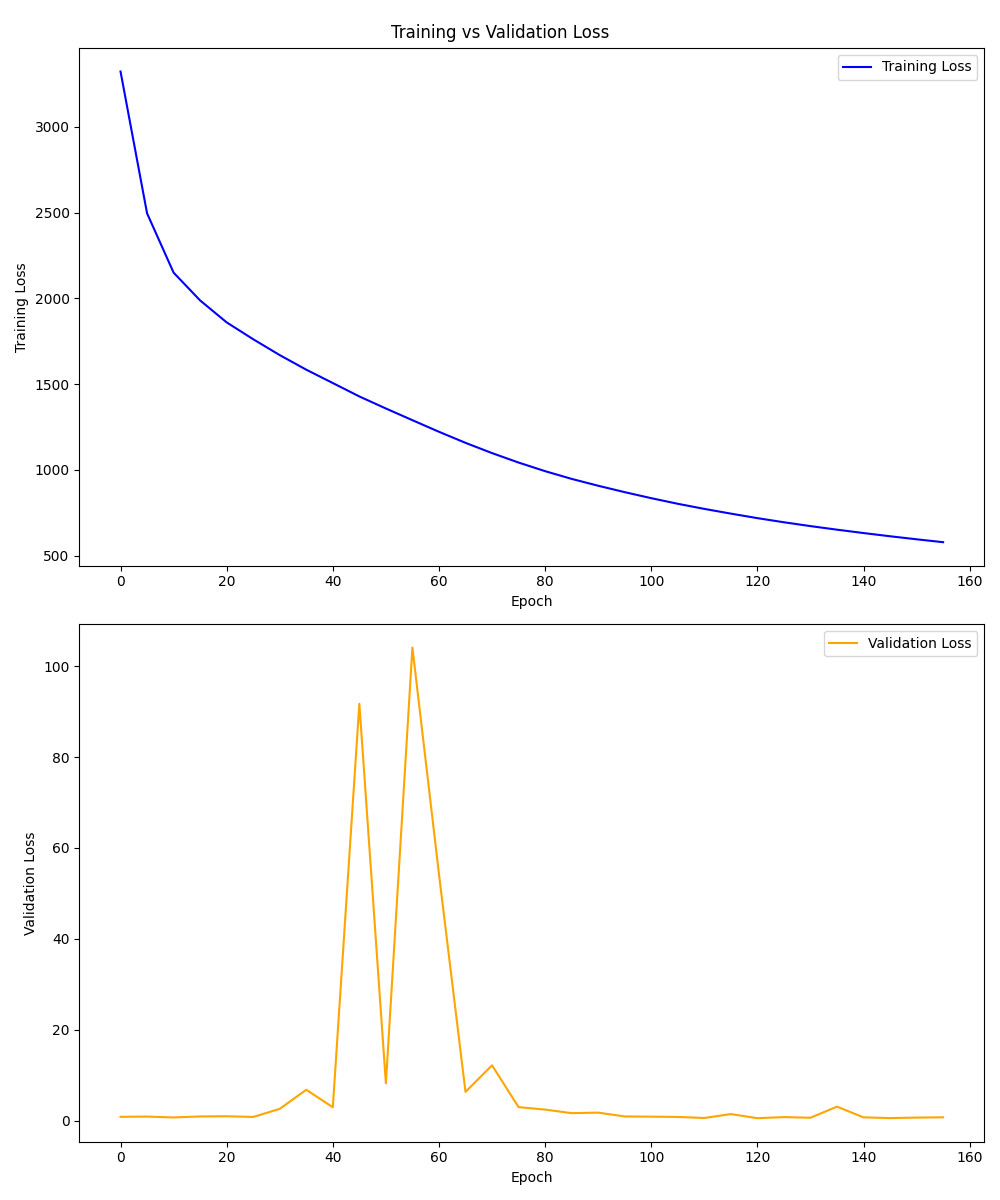 Training vs Validation Loss
Training Loss
3000
2500
2000
1500
1000
500
Training Loss
0 20 40 60 80 100 120 140 160
Epoch
Validation Loss
100
80
60
40
20
0
Validation Loss
0 20 40 60 80 100 120 140 160
Epoch